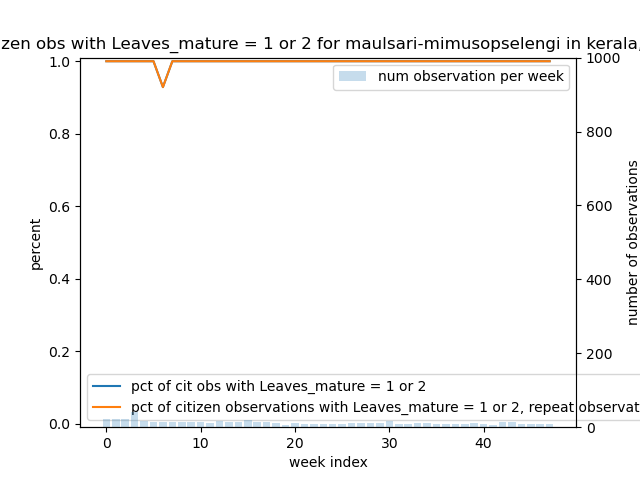 zen obs with Leaves_mature = 1 or 2 for maulsari-mimusopselengi in kerala,
num observation per week
1.0
0.8
0.6
0.4
0.2
0.0
percent
1000
800
600
400
200
0
number of observations
pct of cit obs with Leaves_mature = 1 or 2
pct of citizen observations with Leaves_mature = 1 or 2, repeat observat
0
10
20
30
40
week index